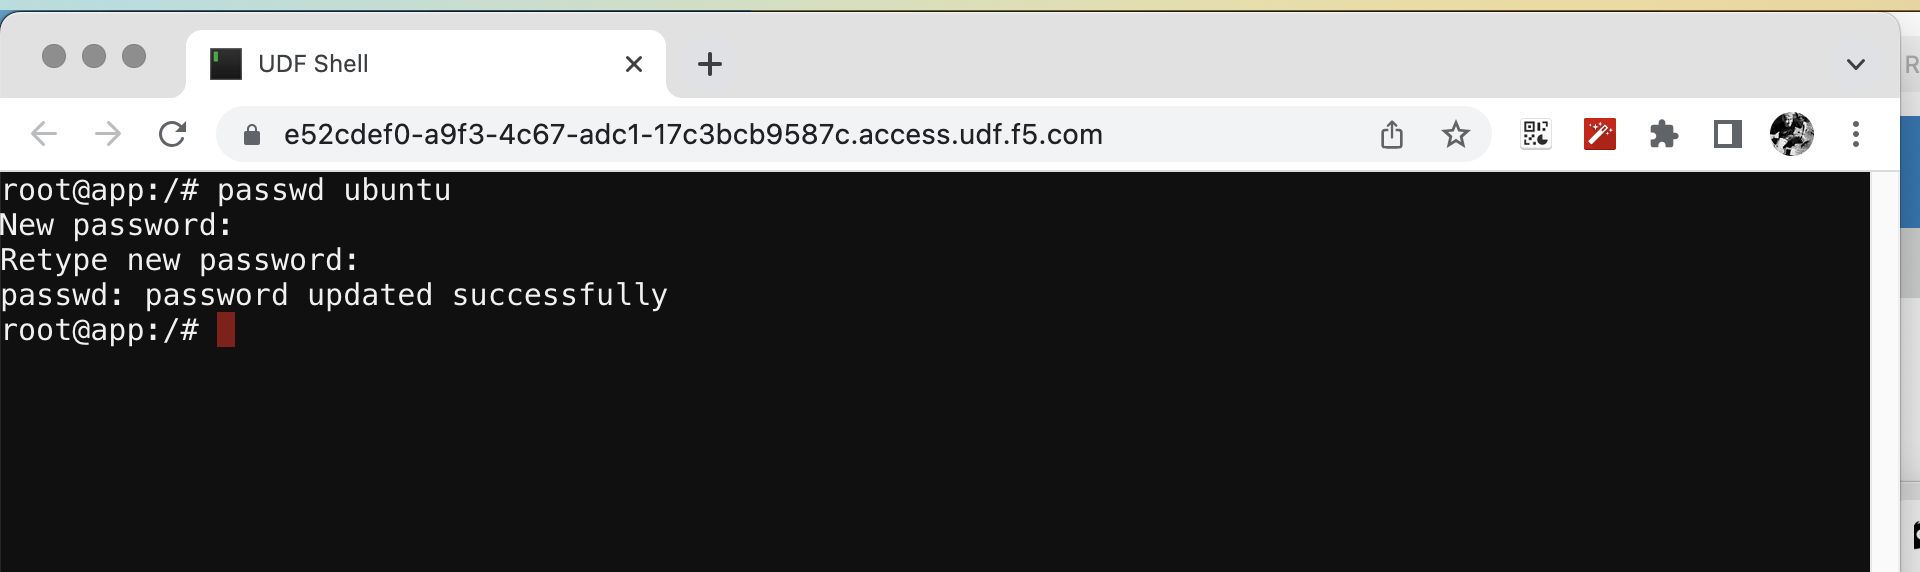 UDF Shell
R
e52cdef0-a9f3-4c67-adc1-17c3bcb9587c.access.udf.f5.com
root@app:/# passwd ubuntu
New password:
Retype new password:
passwd: password updated successfully
root@app:/#